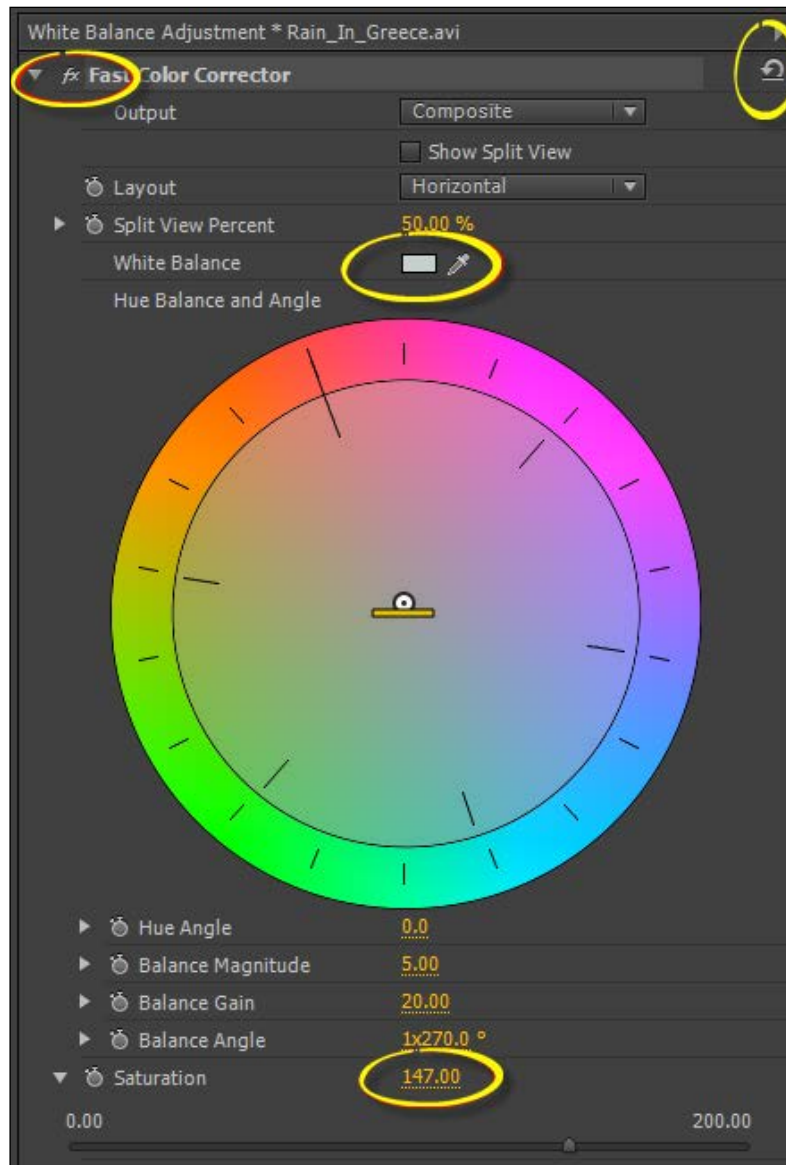 White Balance Adjustment * Rain_In_Greece.avi
fx Fast Color Corrector
Output Composite
Show Split View
Layout Horizontal
Split View Percent 50.00 %
White Balance
Hue Balance and Angle
Hue Angle 0.0
Balance Magnitude 5.00
Balance Gain 20.00
Balance Angle 1x270.0 °
Saturation 147.00
0.00 200.00